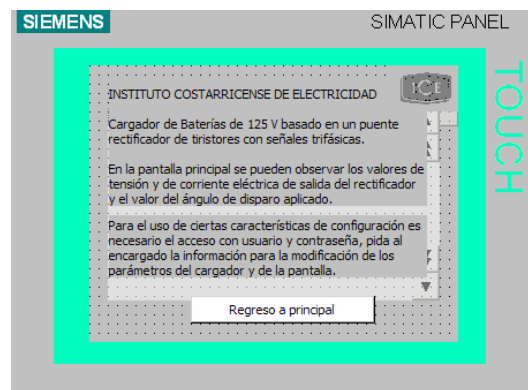 SIEMENS
SIMATIC PANEL
TOUCH
INSTITUTO COSTARRICENSE DE ELECTRICIDAD
ICE
Cargador de Baterías de 125 V basado en un puente
rectificador de tiristores con señales trifásicas.
En la pantalla principal se pueden observar los valores de
tensión y de corriente eléctrica de salida del rectificador
y el valor del ángulo de disparo aplicado.
Para el uso de ciertas características de configuración es
necesario el acceso con usuario y contraseña, pida al
encargado la información para la modificación de los
parámetros del cargador y de la pantalla.
Regreso a principal